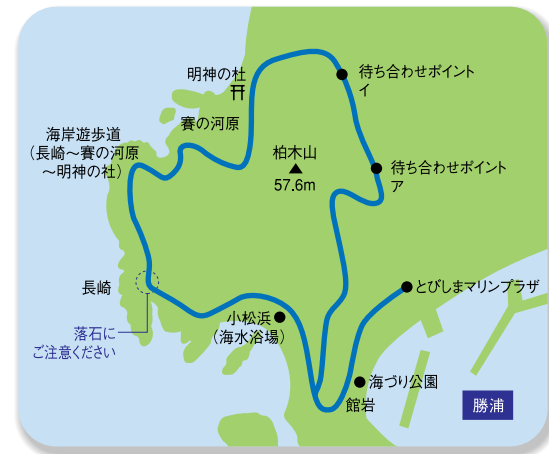 明神の杜
待ち合わせポイント
イ
賽の河原
海岸遊歩道
（長崎～賽の河原
～明神の社）
柏木山
57.6m
待ち合わせポイント
ア
長崎
とびしまマリンプラザ
小松浜
（海水浴場）
落石に
ご注意ください
海づり公園
館岩
勝浦